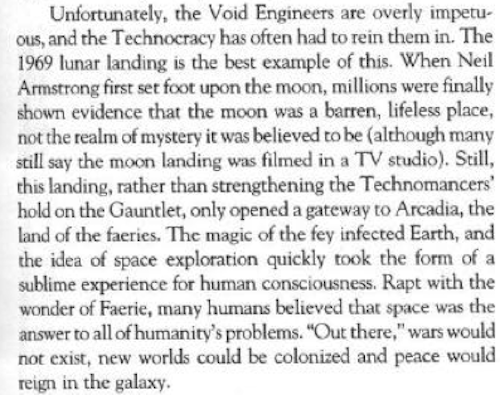 Unfortunately, the Void Engineers are overly impetu-
ous, and the Technocracy has often had to rein them in. The
1969 lunar landing is the best example of this. When Neil
Armstrong first set foot upon the moon, millions were finally
shown evidence that the moon was a barren, lifeless place,
not the realm of mystery it was believed to be (although many
still say the moon landing was filmed in a TV studio). Still,
this landing, rather than strengthening the Technomancers'
hold on the Gauntlet, only opened a gateway to Arcadia, the
land of the faeries. The magic of the fey infected Earth, and
the idea of space exploration quickly took the form of a
sublime experience for human consciousness. Rapt with the
wonder of Faerie, many humans believed that space was the
answer to all of humanity's problems. "Out there," wars would
not exist, new worlds could be colonized and peace would
reign in the galaxy.